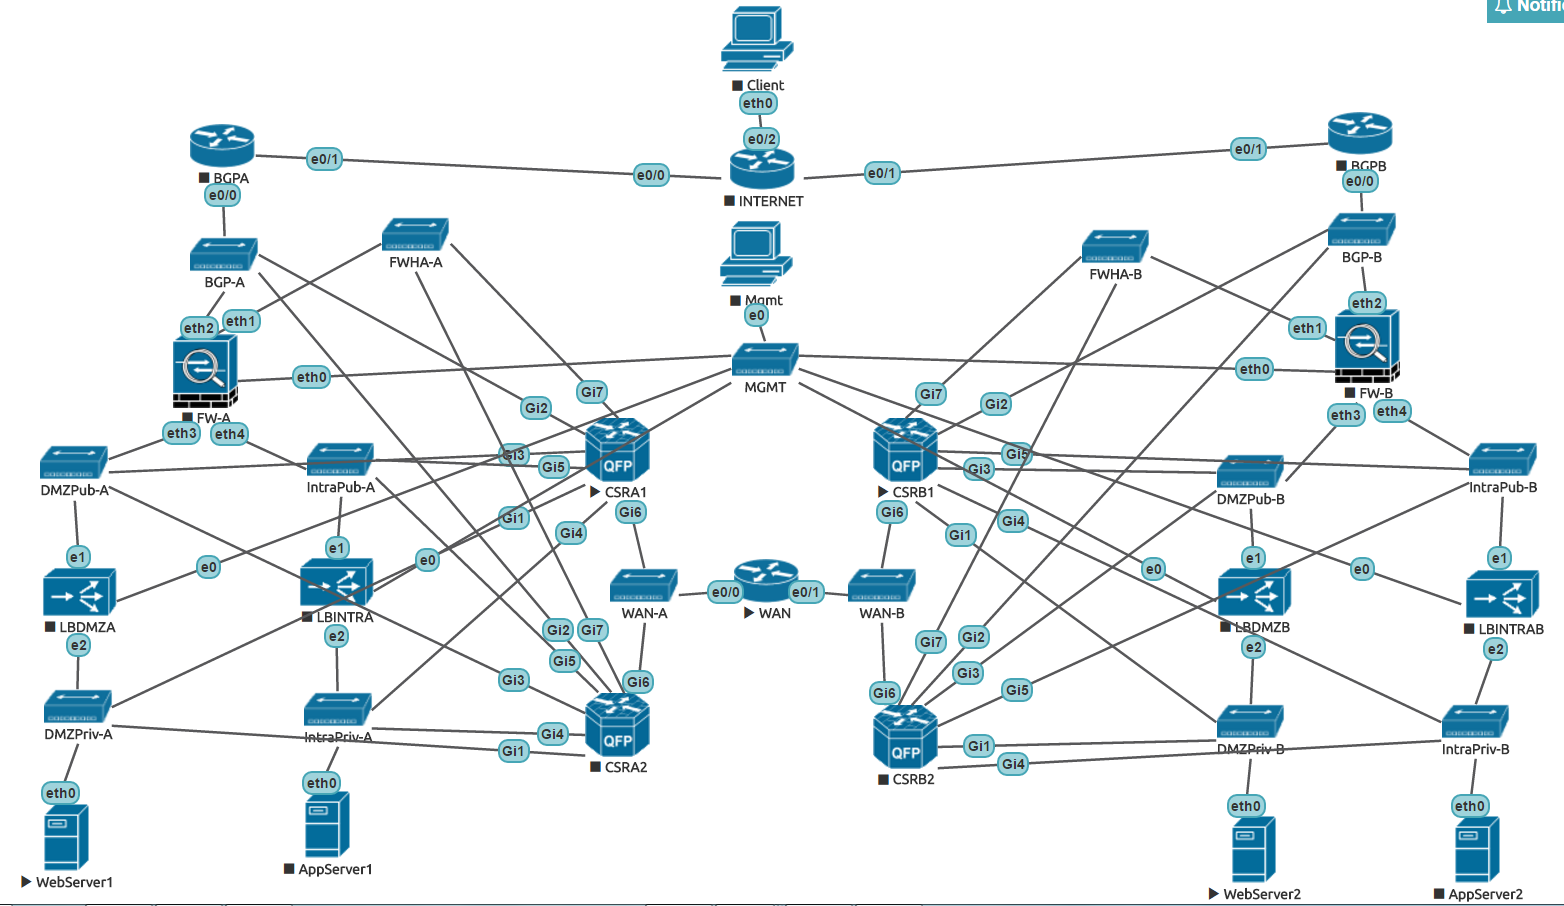 Notifi
Client
eth0
e0/2
BGPA
e0/1
e0/0
INTERNET
e0/1
e0/1
BGPB
e0/0
e0/0
BGP-A
FWHA-A
Mgmt
e0
FWHA-B
BGP-B
eth2
eth1
eth2
eth1
eth0
MGMT
eth0
FW-A
FW-B
eth3
eth4
eth3
eth4
Gi7
Gi2
Gi3
Gi5
QFP
CSRA1
Gi7
Gi2
Gi5
Gi3
QFP
CSRB1
DMZPub-A
IntraPub-A
DMZPub-B
IntraPub-B
Gi1
Gi4
Gi6
Gi6
Gi1
Gi4
e1
e0
e1
e0
e0
e1
e0
e1
LBDMZA
LBINTRA
WAN-A
e0/0
WAN
e0/1
WAN-B
LBDMZB
LBINTRAB
e2
e2
Gi2
Gi7
Gi5
Gi3
Gi6
Gi7
Gi2
Gi3
Gi5
Gi6
e2
e2
DMZPriv-A
IntraPriv-A
Gi4
Gi1
QFP
CSRA2
QFP
CSRB2
Gi1
Gi4
DMZPriv-B
IntraPriv-B
eth0
eth0
eth0
eth0
WebServer1
AppServer1
WebServer2
AppServer2